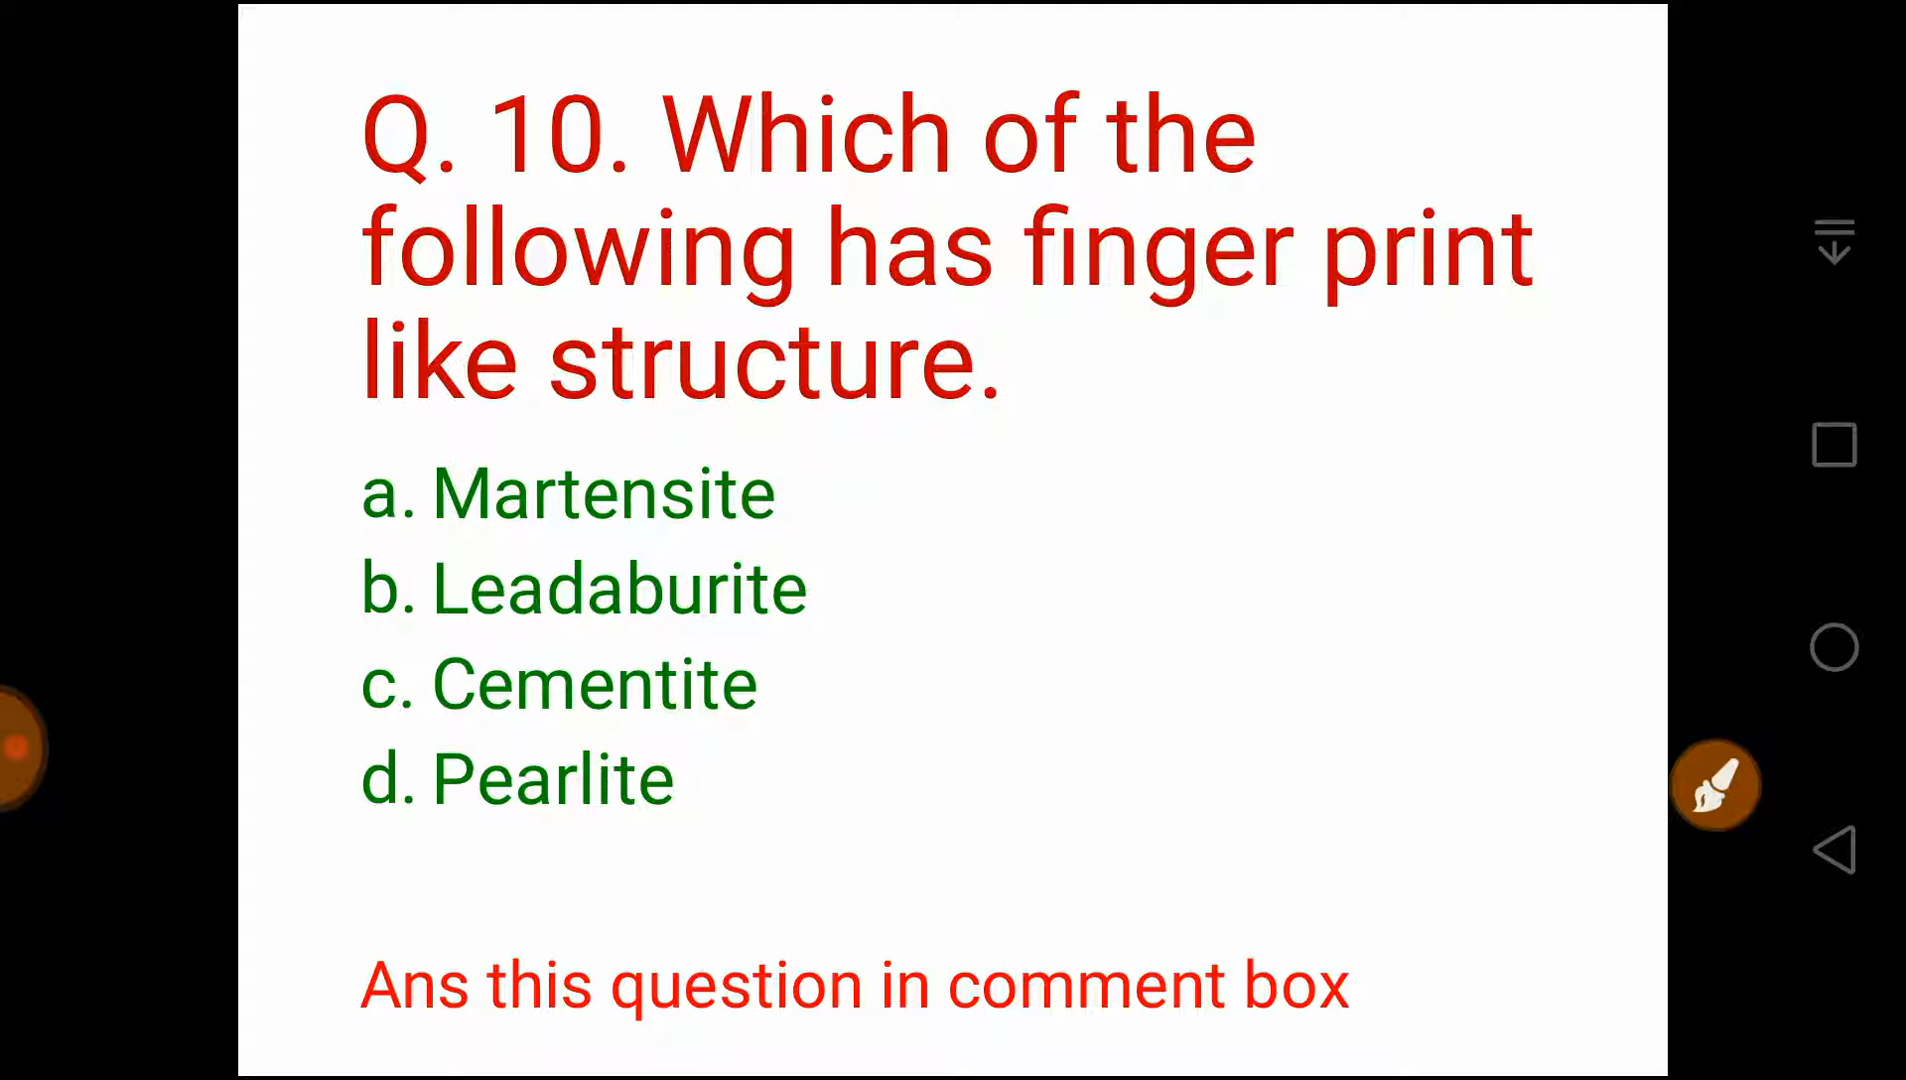 Q. 10. Which of the
following has finger print
like structure.
a. Martensite
b. Leadaburite
c. Cementite
d. Pearlite
Ans this question in comment box